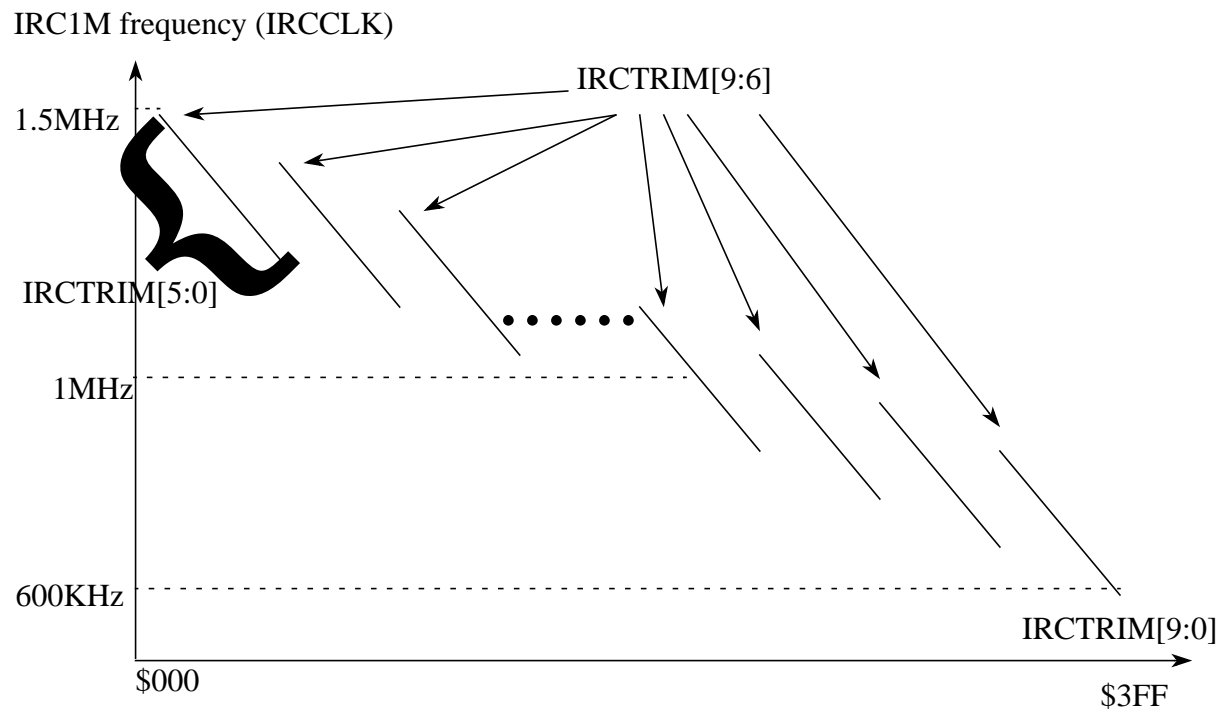 IRC1M frequency (IRCCLK)
IRCTRIM[9:6]
1.5MHz
IRCTRIM[5:0]
1MHz
600KHz
IRCTRIM[9:0]
$000
$3FF